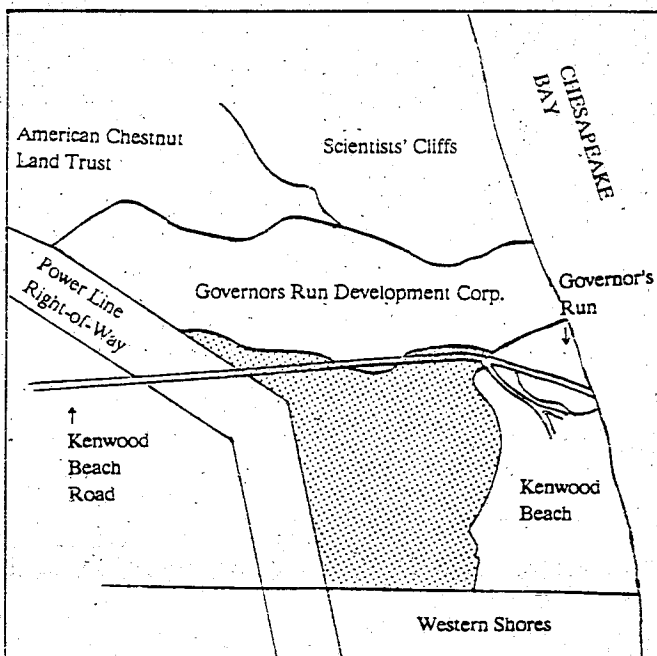 CHESAPEAKE
BAY
American Chestnut
Land Trust
Scientists' Cliffs
Power Line
Right-of-Way
Governors Run Development Corp.
Governor's
Run
Kenwood
Beach
Road
Kenwood
Beach
Western Shores